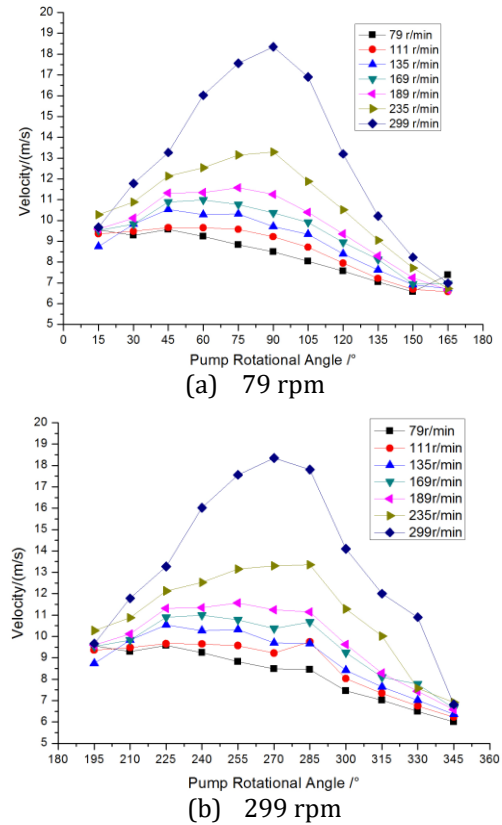 20
19
18
17
16
15
14
13
12
11
10
9
8
7
6
5
Velocity/(m/s)
79 r/min
111 r/min
135 r/min
169 r/min
189 r/min
235 r/min
299 r/min
0 15 30 45 60 75 90 105 120 135 150 165 180
Pump Rotational Angle /°
(a) 79 rpm
20
19
18
17
16
15
14
13
12
11
10
9
8
7
6
5
Velocity/(m/s)
79r/min
111r/min
135r/min
169r/min
189r/min
235r/min
299r/min
180 195 210 225 240 255 270 285 300 315 330 345 360
Pump Rotational Angle /°
(b) 299 rpm